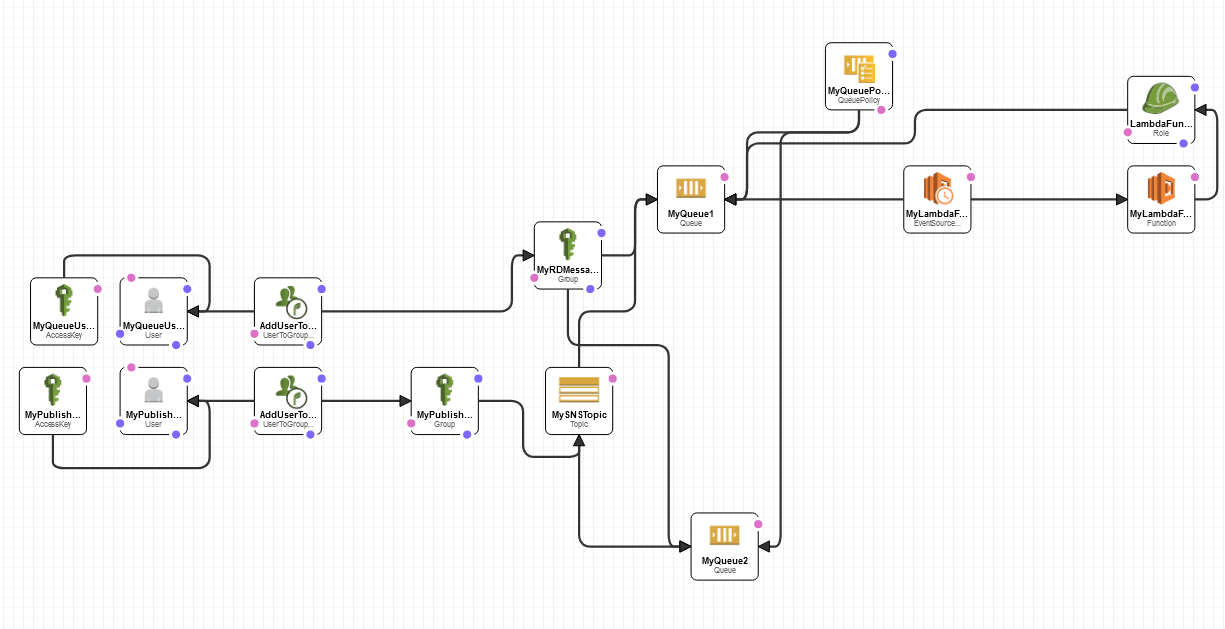 MyQueuePo...
QueuePolicy
LambdaFun...
Role
MyQueue1
Queue
MyLambdaF...
EventSource...
MyLambdaF...
Function
MyRDMessa...
Group
MyQueueUs...
AccessKey
MyQueueUs...
User
AddUserTo...
UserToGroup...
MyPublish...
AccessKey
MyPublish...
User
AddUserTo...
UserToGroup...
MyPublish...
Group
MySNSTopic
Topic
MyQueue2
Queue